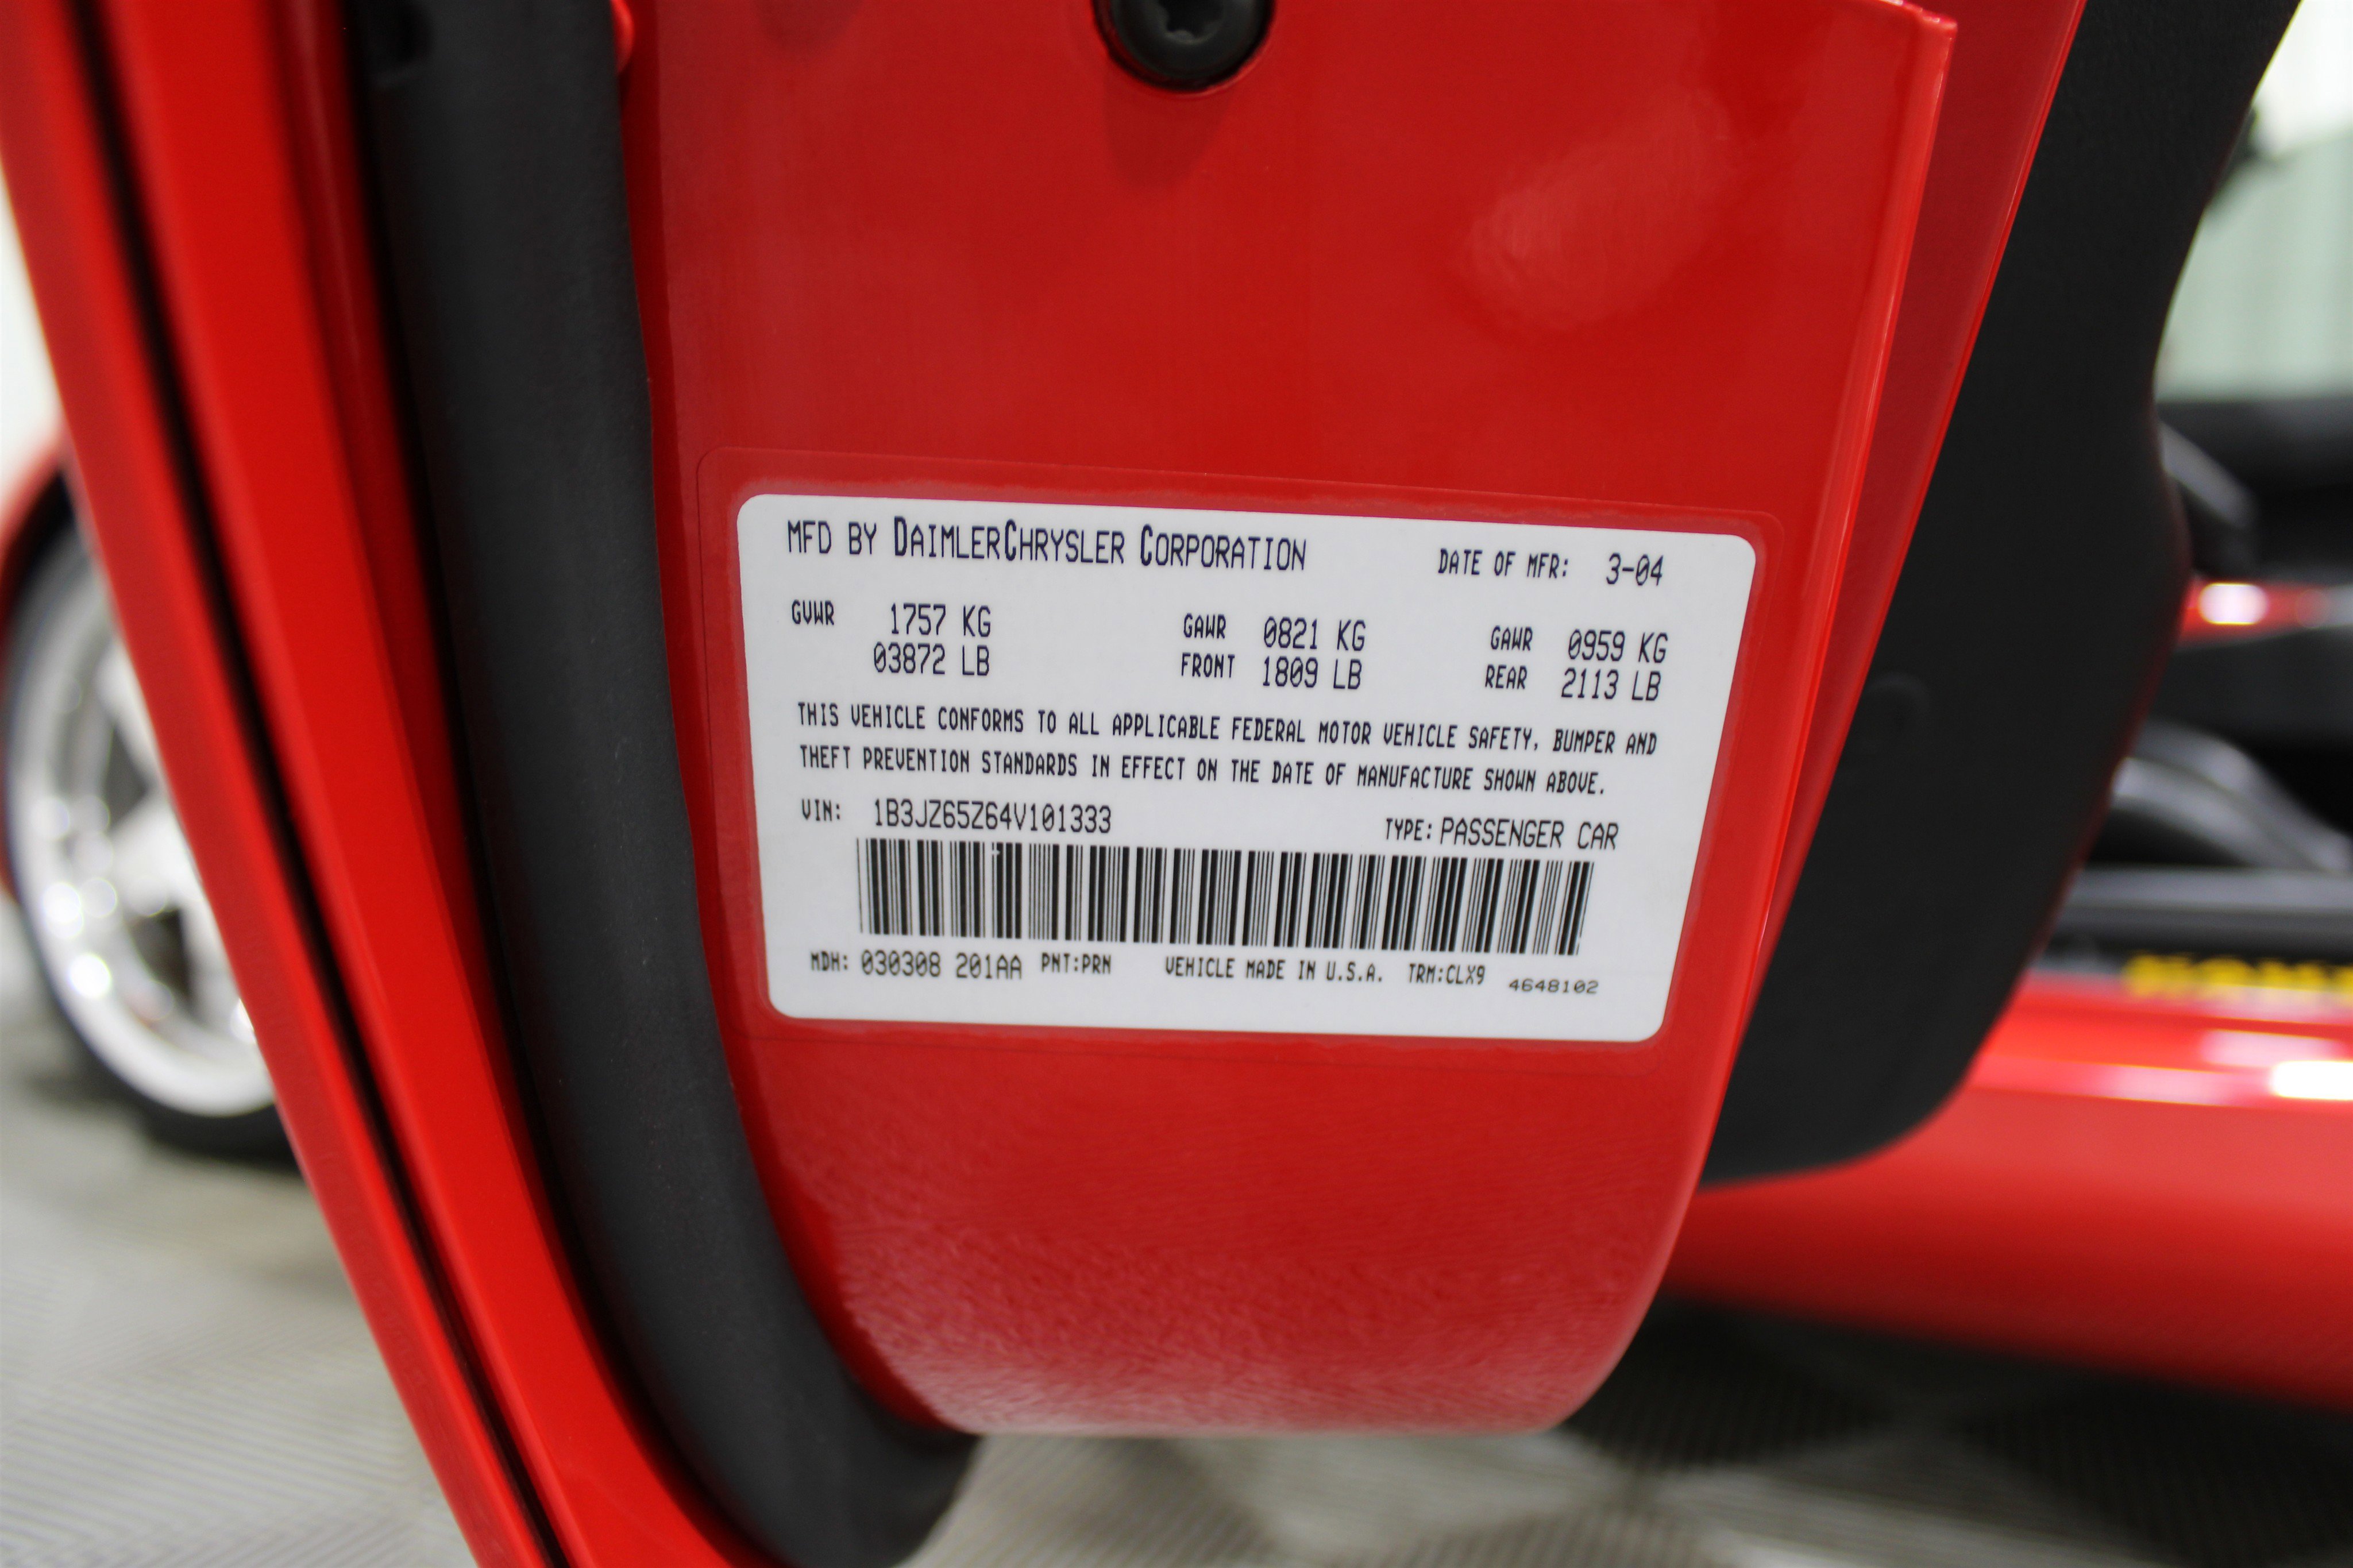 MFD BY DAIMLERCHRYSLER CORPORATION DATE OF MFR: 3-04
GVWR 1757 KG GAWR 0821 KG GAWR 0959 KG
03872 LB FRONT 1809 LB REAR 2113 LB
THIS VEHICLE CONFORMS TO ALL APPLICABLE FEDERAL MOTOR VEHICLE SAFETY, BUMPER AND
THEFT PREVENTION STANDARDS IN EFFECT ON THE DATE OF MANUFACTURE SHOWN ABOVE.
VIN: 1B3JZ65Z64V101333 TYPE: PASSENGER CAR
MDH: 030308 201AA PNT:PRN VEHICLE MADE IN U.S.A. TRM:CLX9 4648102